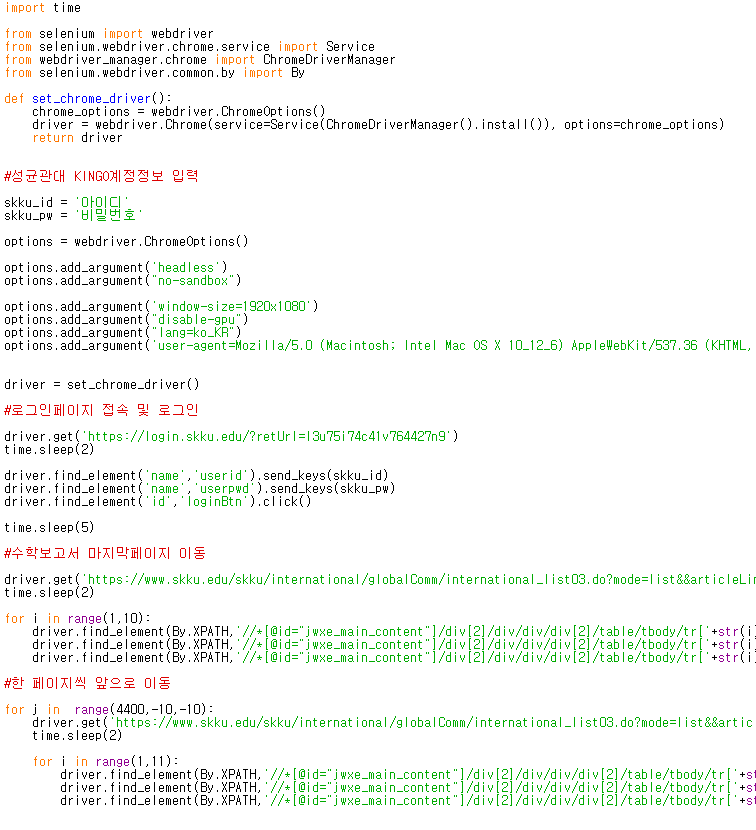 import time
from selenium import webdriver
from selenium.webdriver.chrome.service import Service
from webdriver_manager.chrome import ChromeDriverManager
from selenium.webdriver.common.by import By
def set_chrome_driver():
chrome_options = webdriver.ChromeOptions()
driver = webdriver.Chrome(service=Service(ChromeDriverManager().install()), options=chrome_options)
return driver
#성균관대 KINGO계정정보 입력
skku_id = '아이디'
skku_pw = '비밀번호'
options = webdriver.ChromeOptions()
options.add_argument('headless')
options.add_argument("no-sandbox")
options.add_argument('window-size=1920x1080')
options.add_argument("disable-gpu")
options.add_argument("lang=ko_KR")
options.add_argument('user-agent=Mozilla/5.0 (Macintosh; Intel Mac OS X 10_12_6) AppleWebKit/537.36 (KHTML,
driver = set_chrome_driver()
#로그인페이지 접속 및 로그인
driver.get('https://login.skku.edu/?retUrl=l3u75i74c41v764427n9')
time.sleep(2)
driver.find_element('name','userid').send_keys(skku_id)
driver.find_element('name','userpwd').send_keys(skku_pw)
driver.find_element('id','loginBtn').click()
time.sleep(5)
#수학보고서 마지막페이지 이동
driver.get('https://www.skku.edu/skku/international/globalComm/international_list03.do?mode=list&&articleLi
time.sleep(2)
for i in range(1,10):
driver.find_element(By.XPATH,'//*[@id="jwxe_main_content"]/div[2]/div/div/div[2]/table/tbody/tr['+str(i
driver.find_element(By.XPATH,'//*[@id="jwxe_main_content"]/div[2]/div/div/div[2]/table/tbody/tr['+str(i
driver.find_element(By.XPATH,'//*[@id="jwxe_main_content"]/div[2]/div/div/div[2]/table/tbody/tr['+str(i
#한 페이지씩 앞으로 이동
for j in  range(4400,-10,-10):
driver.get('https://www.skku.edu/skku/international/globalComm/international_list03.do?mode=list&&artic
time.sleep(2)
for i in range(1,11):
driver.find_element(By.XPATH,'//*[@id="jwxe_main_content"]/div[2]/div/div/div[2]/table/tbody/tr['+st
driver.find_element(By.XPATH,'//*[@id="jwxe_main_content"]/div[2]/div/div/div[2]/table/tbody/tr['+st
driver.find_element(By.XPATH,'//*[@id="jwxe_main_content"]/div[2]/div/div/div[2]/table/tbody/tr['+st